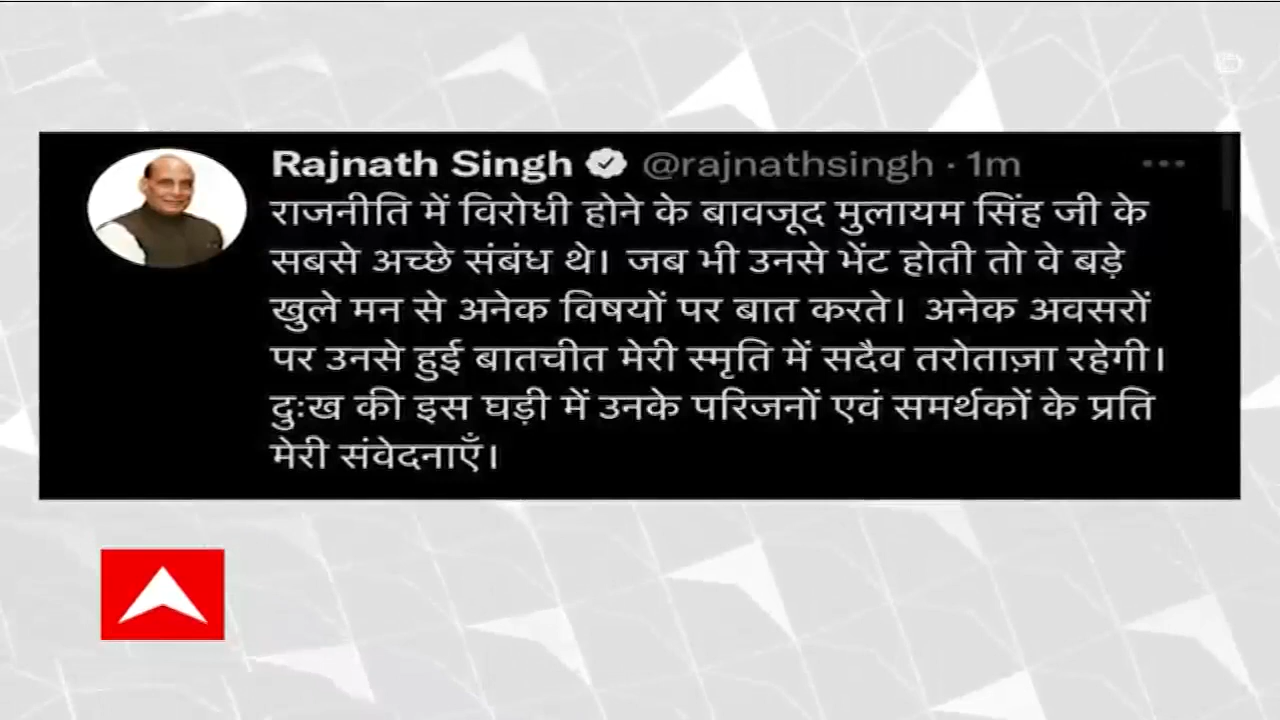 Rajnath Singh @rajnathsingh · 1m
राजनीति में विरोधी होने के बावजूद मुलायम सिंह जी के
सबसे अच्छे संबंध थे। जब भी उनसे भेंट होती तो वे बड़े
खुले मन से अनेक विषयों पर बात करते। अनेक अवसरों
पर उनसे हुई बातचीत मेरी स्मृति में सदैव तरोताज़ा रहेगी।
दुःख की इस घड़ी में उनके परिजनों एवं समर्थकों के प्रति
मेरी संवेदनाएँ।